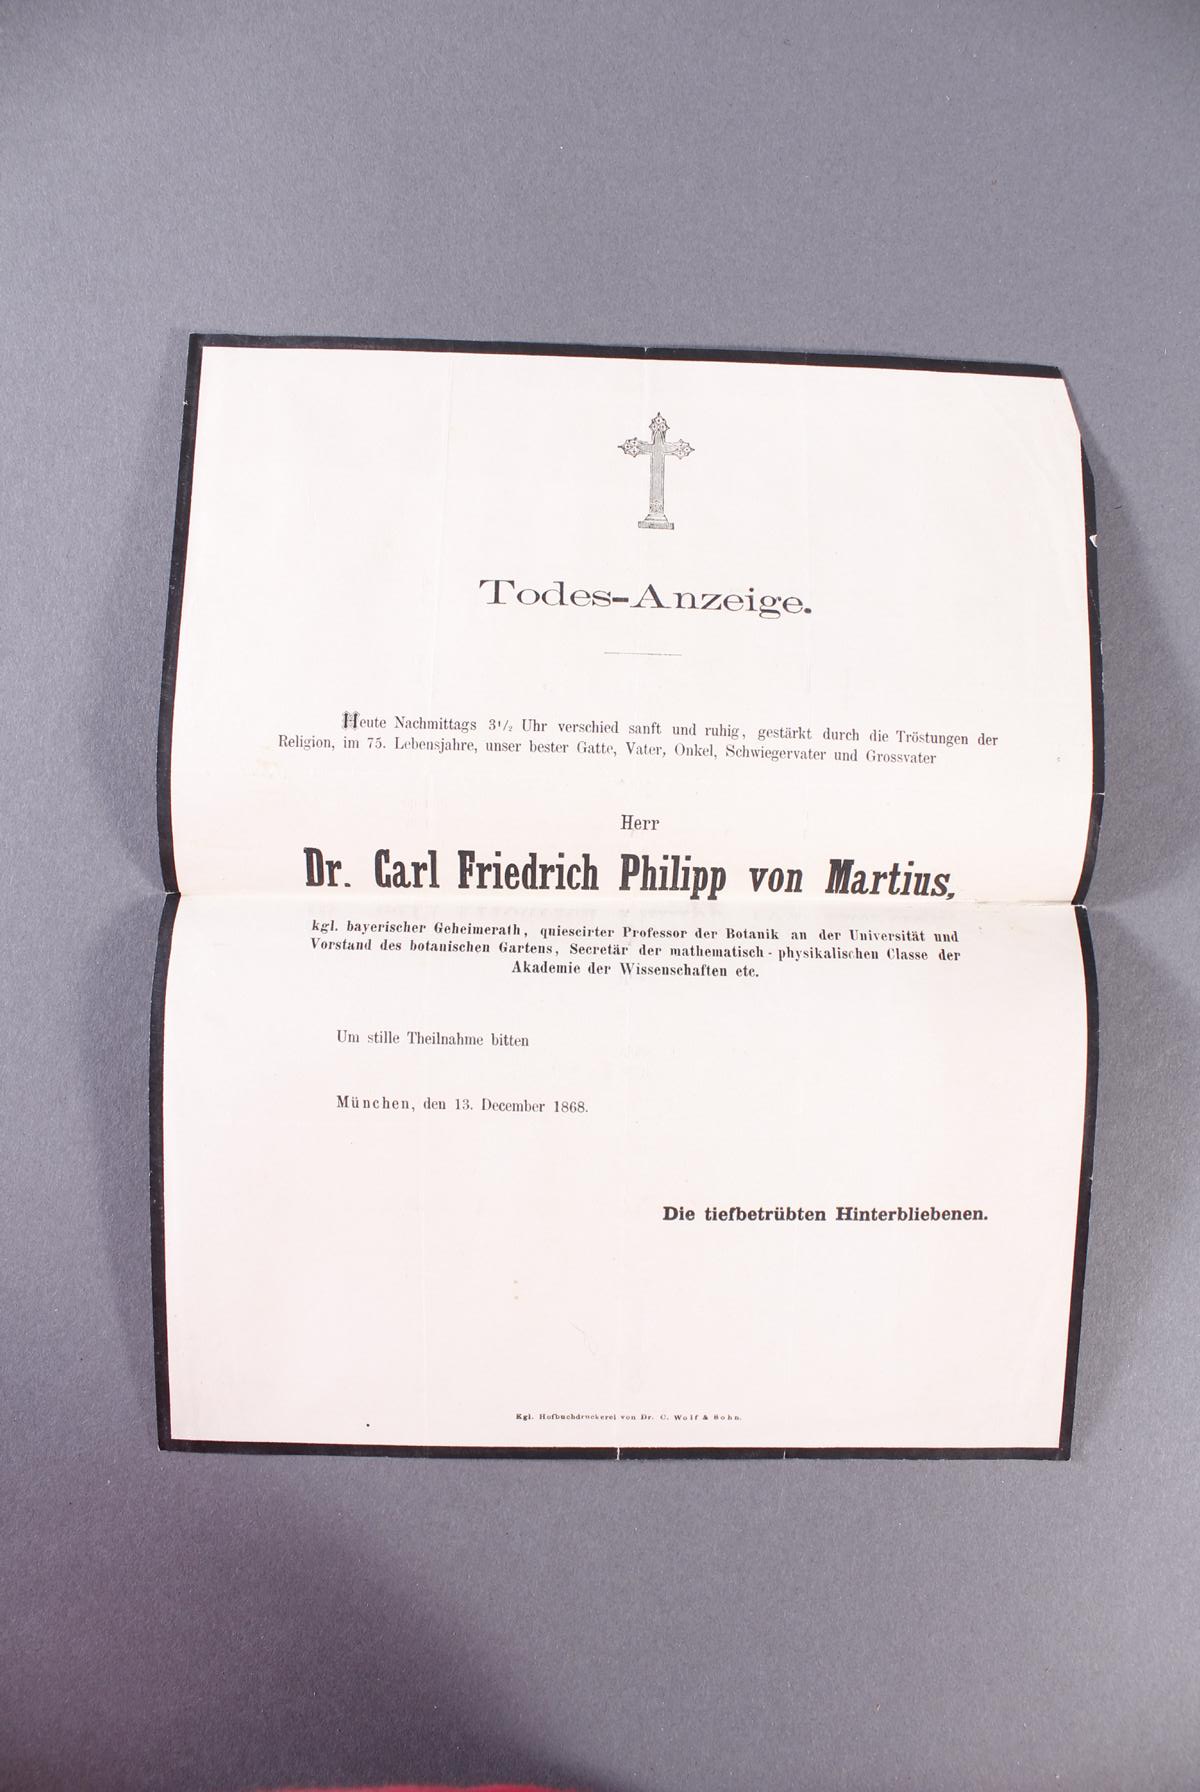 Todes-Anzeige.
Heute Nachmittags 3½ Uhr verschied sanft und ruhig, gestärkt durch die Tröstungen der
Religion, im 75. Lebensjahre, unser bester Gatte, Vater, Onkel, Schwiegervater und Grossvater
Herr
Dr. Carl Friedrich Philipp von Martius,
kgl. bayerischer Geheimerath, quiescirter Professor der Botanik an der Universität und
Vorstand des botanischen Gartens, Secretär der mathematisch-physikalischen Classe der
Akademie der Wissenschaften etc.
Um stille Theilnahme bitten
München, den 13. December 1868.
Die tiefbetrübten Hinterbliebenen.
Kgl. Hofbuchdruckerei von Dr. C. Wolf & Sohn.